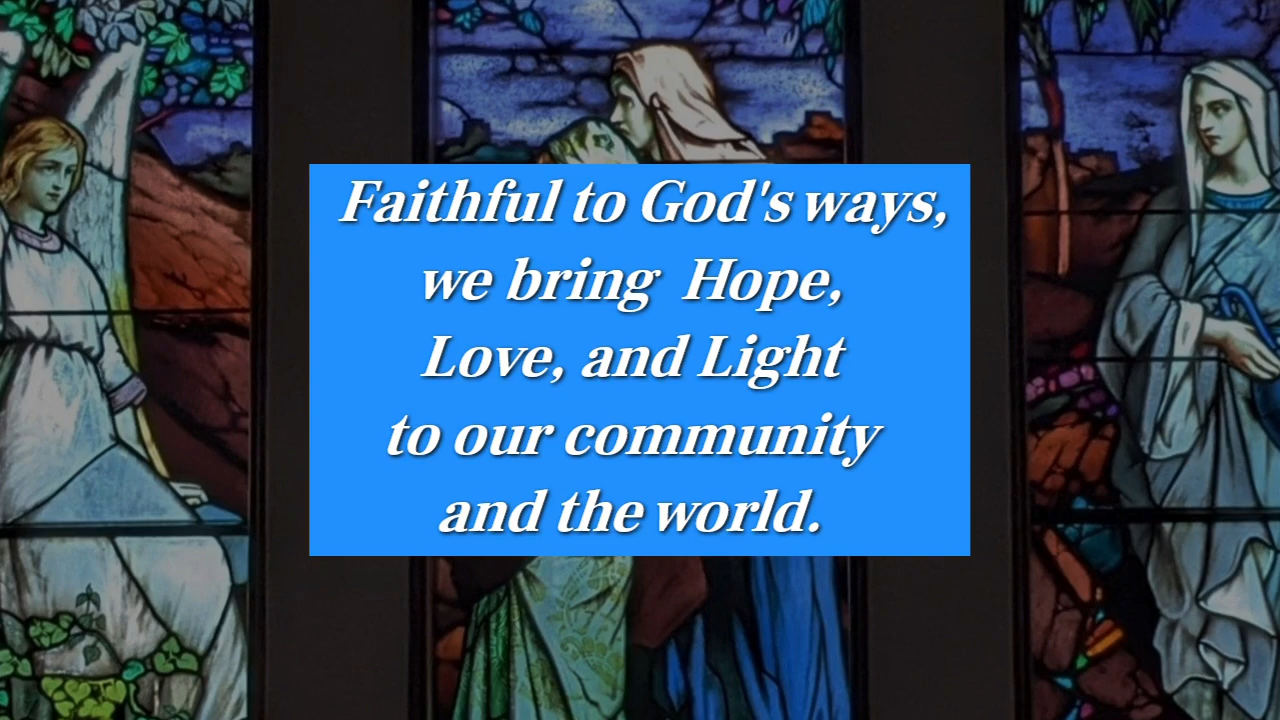 Faithful to God's ways,
we bring  Hope,
Love, and Light
to our community
and the world.